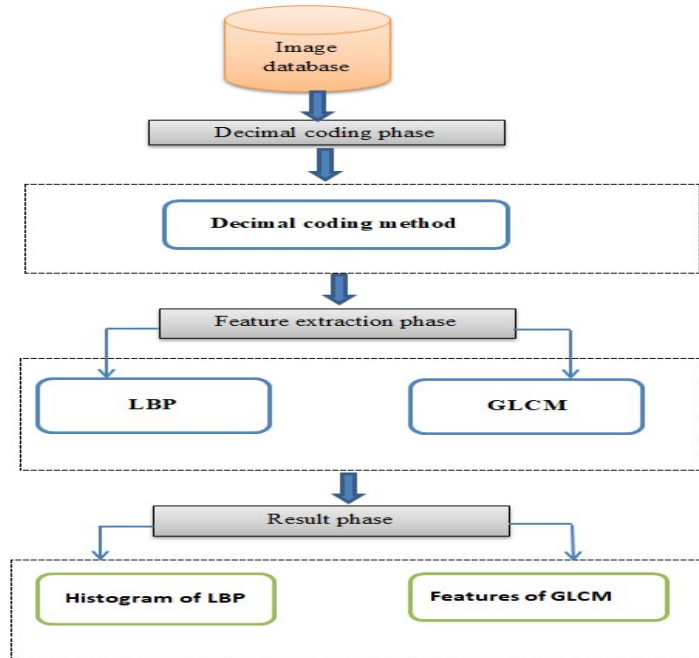 Image
database
Decimal coding phase
Decimal coding method
Feature extraction phase
LBP
GLCM
Result phase
Histogram of LBP
Features of GLCM